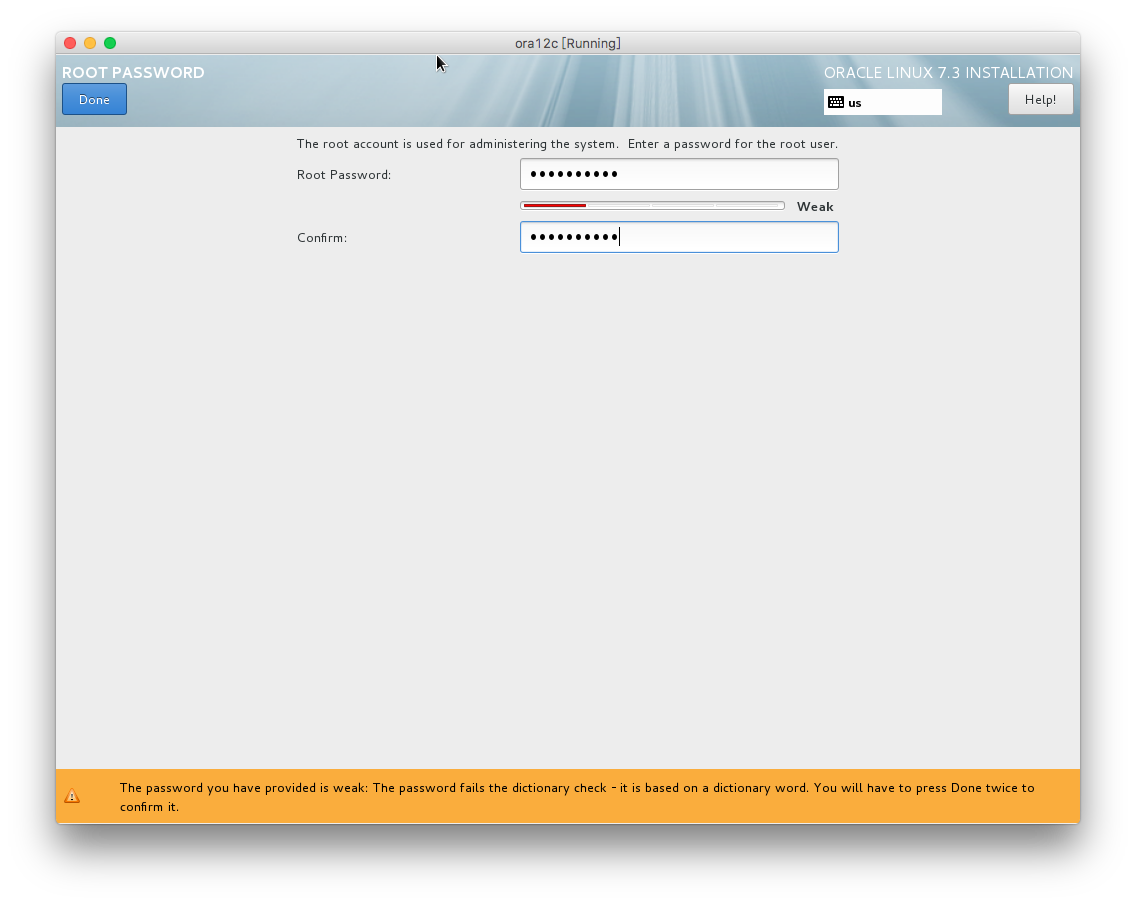 ora12c [Running]
ROOT PASSWORD
ORACLE LINUX 7.3 INSTALLATION
Done
us
Help!
The root account is used for administering the system.  Enter a password for the root user.
Root Password:
••••••••••
Weak
Confirm:
••••••••••
The password you have provided is weak: The password fails the dictionary check - it is based on a dictionary word. You will have to press Done twice to
confirm it.